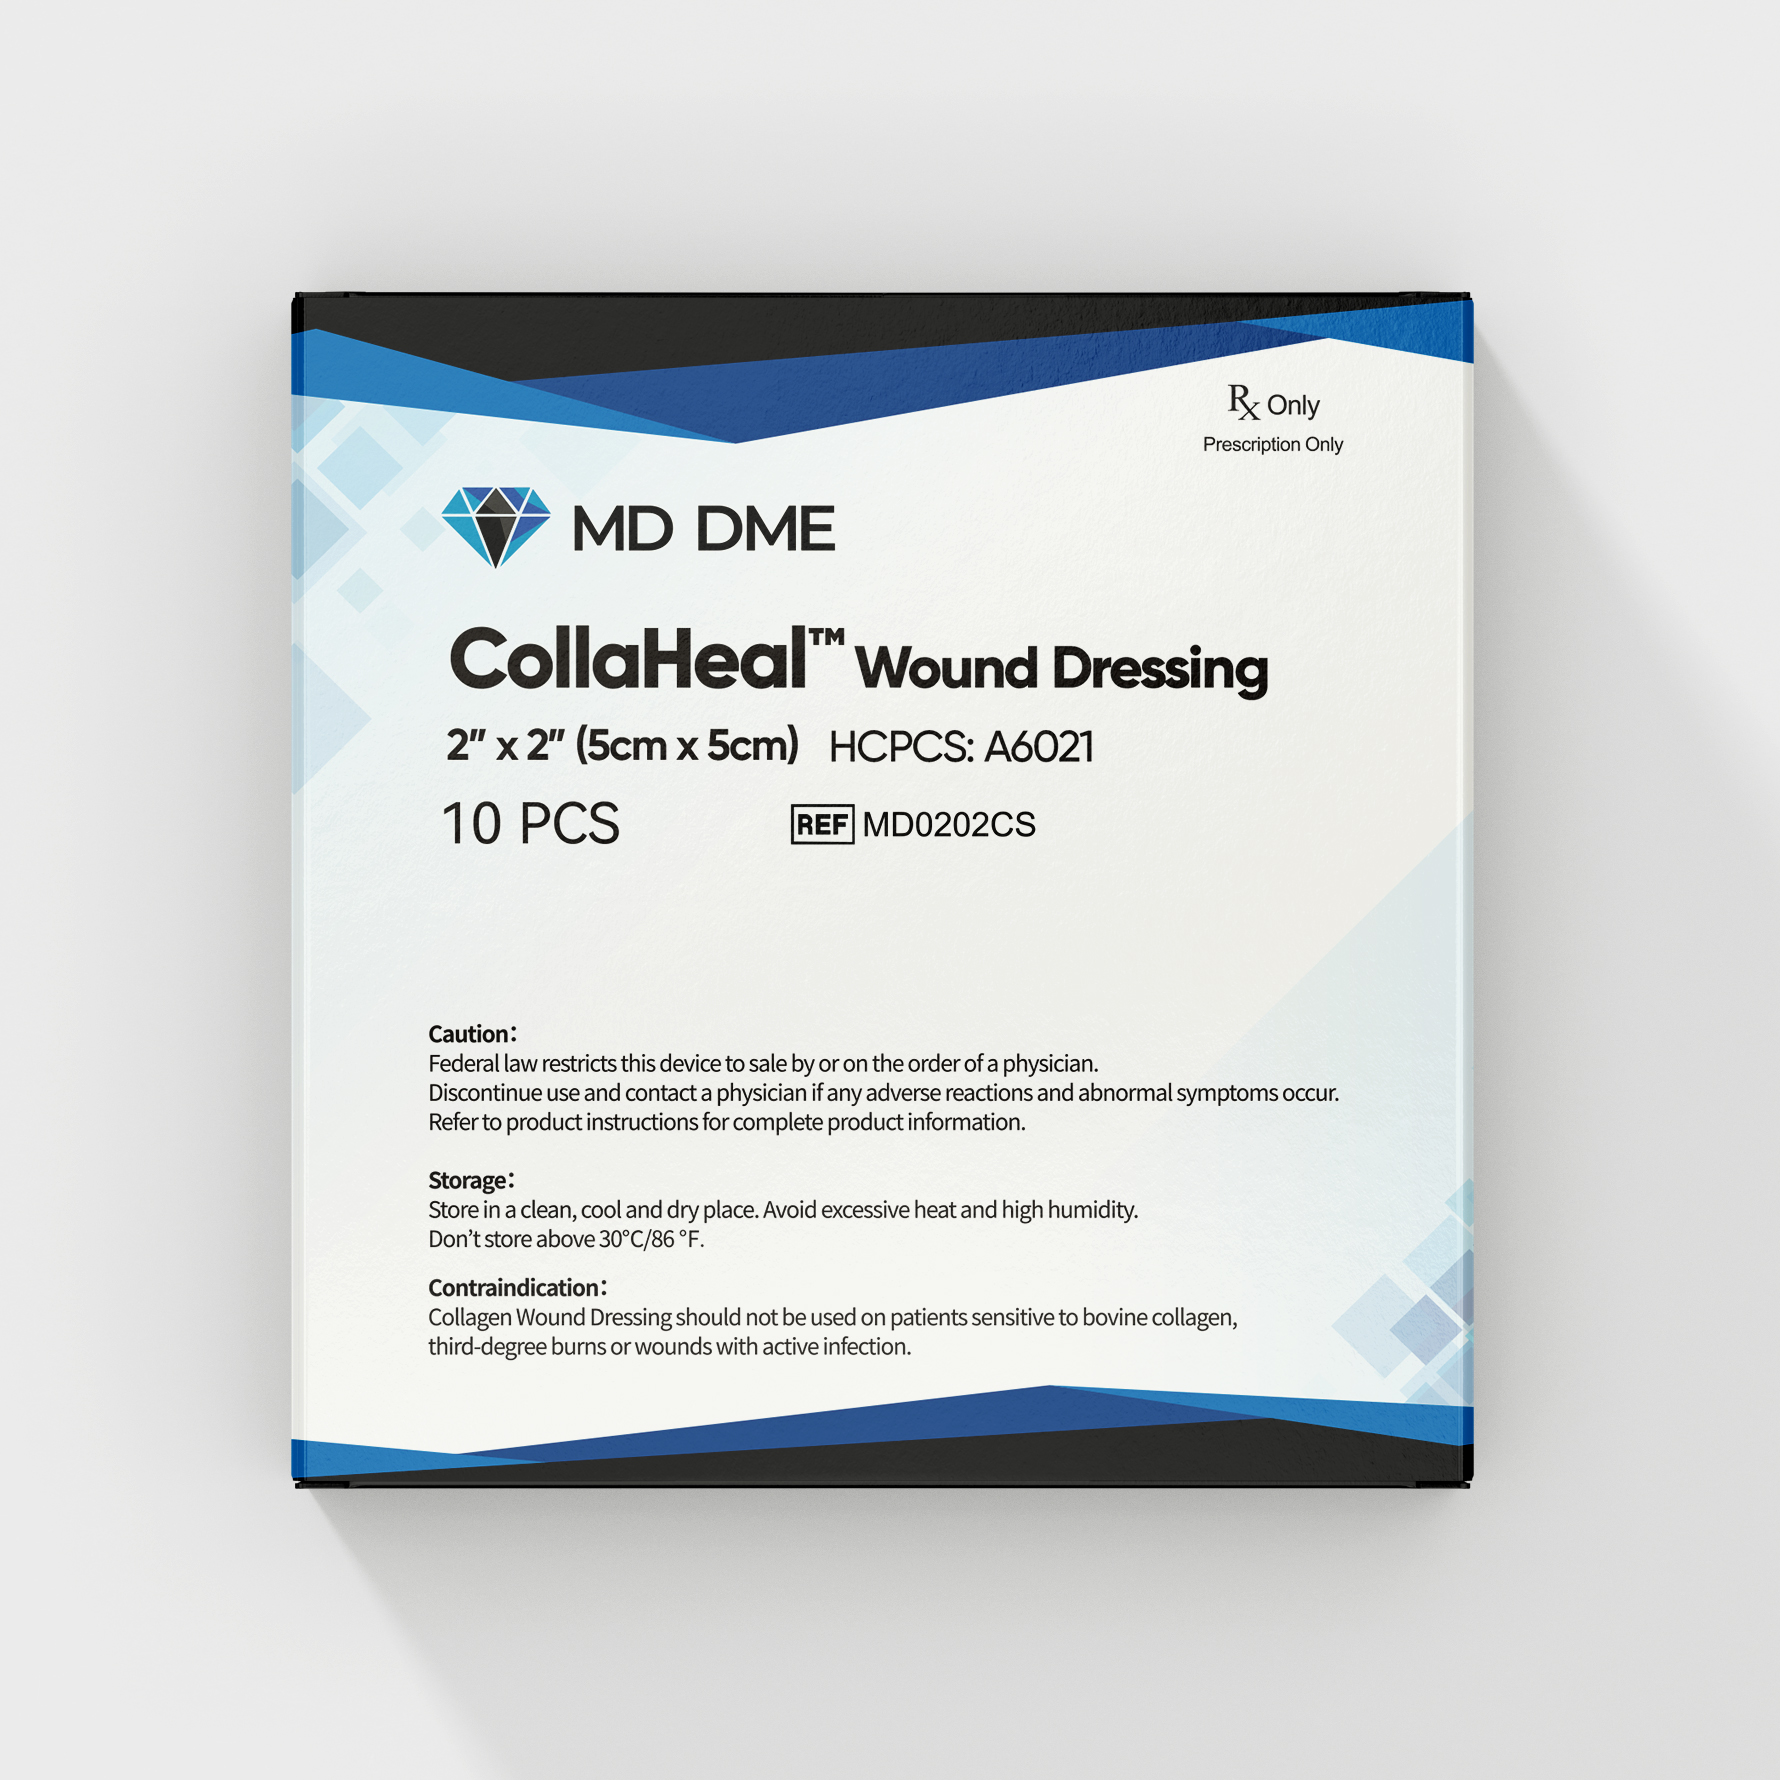 Rx Only
Prescription Only
MD DME
CollaHeal™ Wound Dressing
2" x 2" (5cm x 5cm) HCPCS: A6021
10 PCS REF MD0202CS
Caution:
Federal law restricts this device to sale by or on the order of a physician.
Discontinue use and contact a physician if any adverse reactions and abnormal symptoms occur.
Refer to product instructions for complete product information.
Storage:
Store in a clean, cool and dry place. Avoid excessive heat and high humidity.
Don't store above 30°C/86 °F.
Contraindication:
Collagen Wound Dressing should not be used on patients sensitive to bovine collagen,
third-degree burns or wounds with active infection.